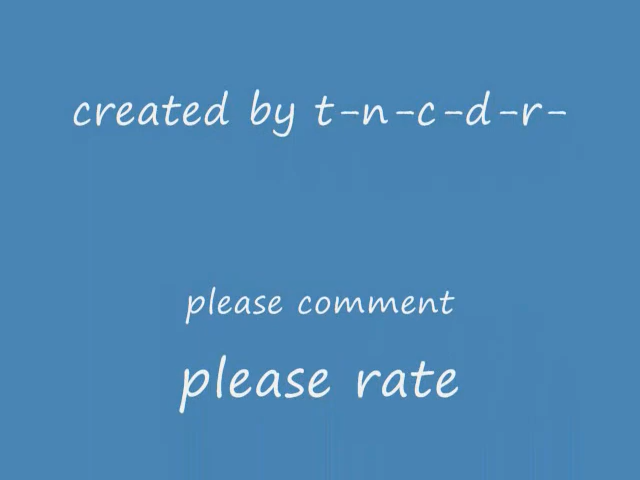 created by t-n-c-d-r-
please comment
please rate